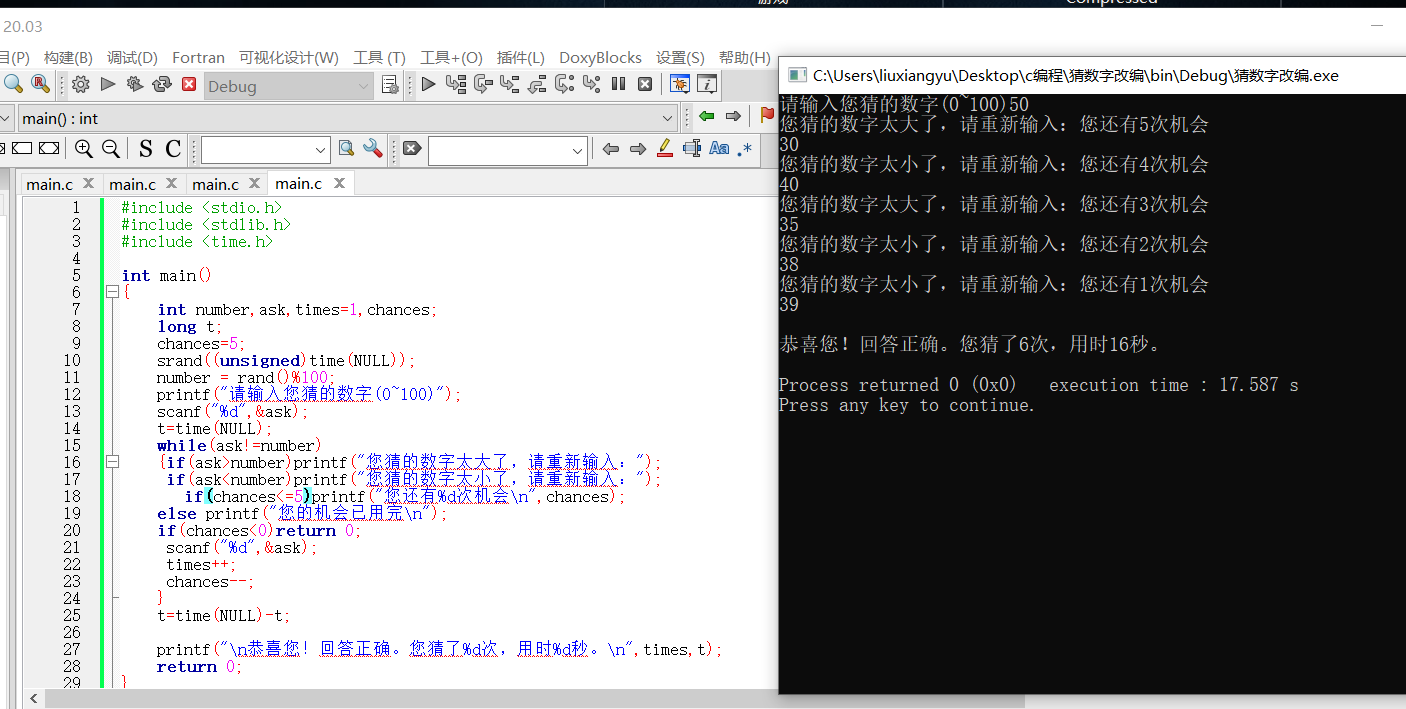 游戏
Compressed
20.03
目(P) 构建(B) 调试(D) Fortran 可视化设计(W) 工具 (T) 工具+(O) 插件(L) DoxyBlocks 设置(S) 帮助(H)
Debug
main() : int
S C
Aa .*
main.c main.c main.c main.c
1 #include <stdio.h>
2 #include <stdlib.h>
3 #include <time.h>
4
5 int main()
6 {
7 int number,ask,times=1,chances;
8 long t;
9 chances=5;
10 srand((unsigned)time(NULL));
11 number = rand()%100;
12 printf("请输入您猜的数字(0~100)");
13 scanf("%d",&ask);
14 t=time(NULL);
15 while(ask!=number)
16 {if(ask>number)printf("您猜的数字太大了，请重新输入：");
17 if(ask<number)printf("您猜的数字太小了，请重新输入：");
18 if(chances<=5)printf("您还有%d次机会\n",chances);
19 else printf("您的机会已用完\n");
20 if(chances<0)return 0;
21 scanf("%d",&ask);
22 times++;
23 chances--;
24 }
25 t=time(NULL)-t;
26
27 printf("\n恭喜您！回答正确。您猜了%d次，用时%d秒。\n",times,t);
28 return 0;
29 }
C:\Users\liuxiangyu\Desktop\c编程\猜数字改编\bin\Debug\猜数字改编.exe
请输入您猜的数字(0~100)50
您猜的数字太大了，请重新输入：您还有5次机会
30
您猜的数字太小了，请重新输入：您还有4次机会
40
您猜的数字太大了，请重新输入：您还有3次机会
35
您猜的数字太小了，请重新输入：您还有2次机会
38
您猜的数字太小了，请重新输入：您还有1次机会
39
恭喜您！回答正确。您猜了6次，用时16秒。
Process returned 0 (0x0) execution time : 17.587 s
Press any key to continue.